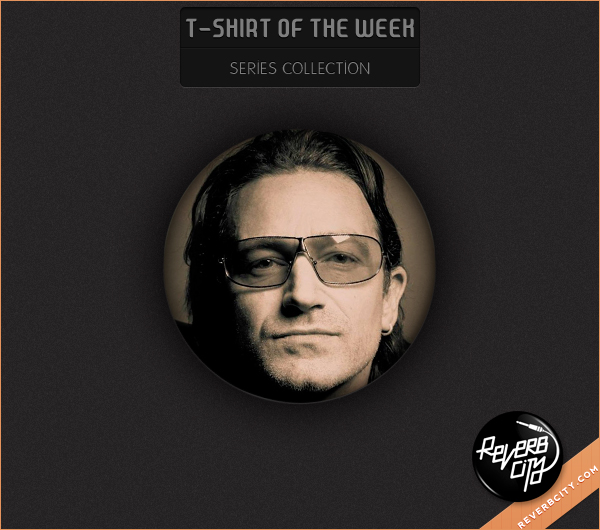 T-SHIRT OF THE WEEK
SERIES COLLECTION
REVERB
CITY
REVERBCITY.COM